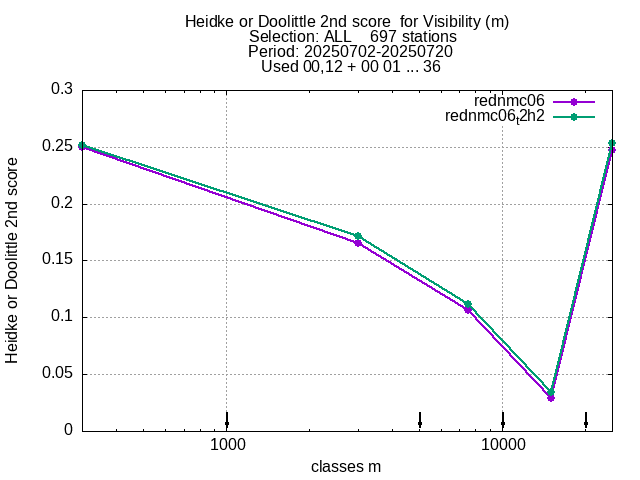 Heidke or Doolittle 2nd score  for Visibility (m)
Selection: ALL    697 stations
Period: 20250702-20250720
Used 00,12 + 00 01 ... 36
rednmc06
rednmc06t2h2
0.3
0.25
0.2
0.15
0.1
0.05
0
Heidke or Doolittle 2nd score
1000
10000
classes m